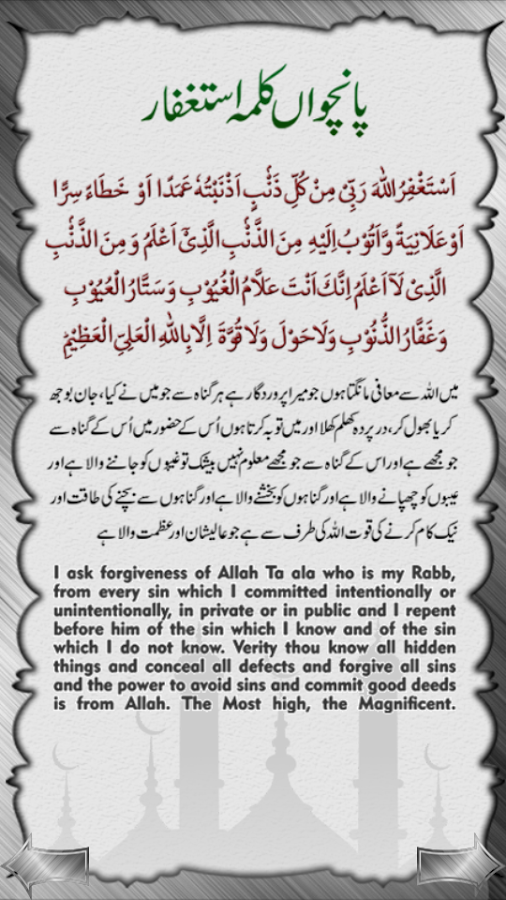 پانچواں کلمہ استغفار
اَسْتَغْفِرُ اللّٰهَ رَبِّىْ مِنْ كُلِّ ذَنْۢبٍ اَذْنَبْتُهٗ عَمَدًا اَوْ خَطَاءً سِرًّا
اَوْ عَلَانِيَةً وَّاَتُوْبُ اِلَيْهِ مِنَ الذَّنْۢبِ الَّذِىْٓ اَعْلَمُ وَمِنَ الذَّنْۢبِ
الَّذِىْ لَآ اَعْلَمُ اِنَّكَ اَنْتَ عَلَّامُ الْغُيُوْبِ وَسَتَّارُ الْعُيُوْبِ
وَغَفَّارُ الذُّنُوْبِ وَلَاحَوْلَ وَلَاقُوَّةَ اِلَّا بِاللّٰهِ الْعَلِىِّ الْعَظِيْمِؕ
میں اللہ سے معافی مانگتا ہوں جو میرا پروردگار ہے ہر گناہ سے جو میں نے کیا، جان بوجھ
کر یا بھول کر، در پردہ کھلم کھلا اور میں توبہ کرتا ہوں اُس کے حضور میں اُس کے گناہ سے
جو مجھے ہے اور اس کے گناہ سے جو مجھے معلوم نہیں بیشک تو غیبوں کو جاننے والا ہے اور
عیبوں کو چھپانے والا ہے اور گناہوں کو بخشنے والا ہے اور گناہوں سے بچنے کی طاقت اور
نیک کام کرنے کی قوت اللہ کی طرف سے ہے جو عالیشان اور عظمت والا ہے
I ask forgiveness of Allah Ta ala who is my Rabb,
from every sin which I committed intentionally or
unintentionally, in private or in public and I repent
before him of the sin which I know and of the sin
which I do not know. Verity thou know all hidden
things and conceal all defects and forgive all sins
and the power to avoid sins and commit good deeds
is from Allah. The Most high, the Magnificent.